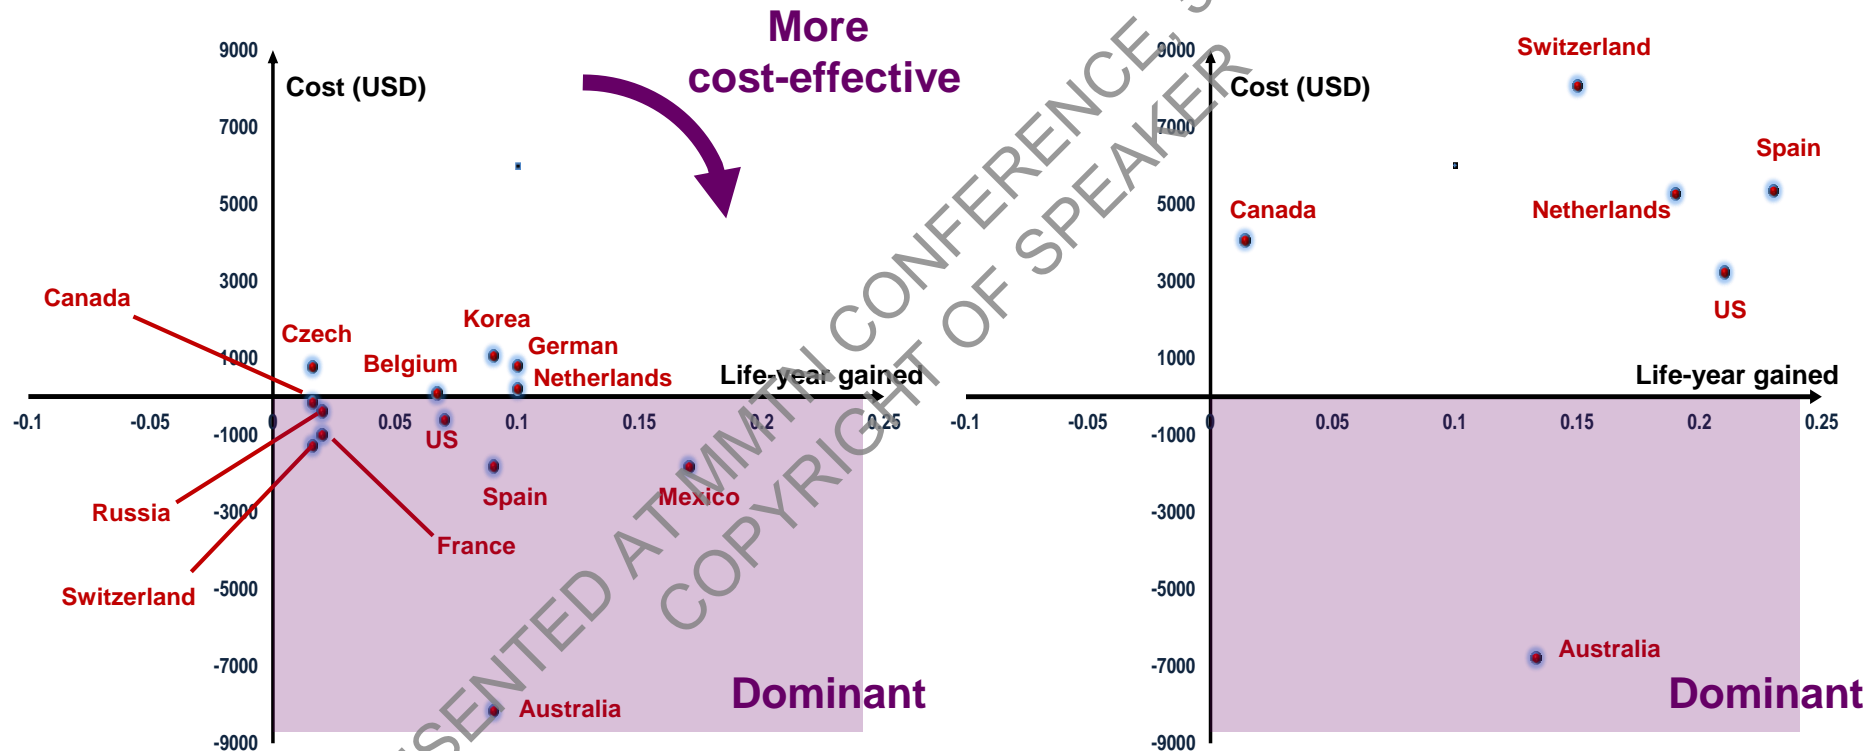 More
cost-effective
9000
Cost (USD)
7000
5000
3000
1000
-1000
-3000
-5000
-7000
-9000
-0.1
-0.05
0
0.05
0.1
0.15
0.2
0.25
Life-year gained
Canada
Czech
Korea
German
Belgium
Netherlands
US
Spain
Mexico
Russia
France
Switzerland
Australia
Dominant
9000
Cost (USD)
7000
5000
3000
1000
-1000
-3000
-5000
-7000
-9000
-0.1
-0.05
0
0.05
0.1
0.15
0.2
0.25
Life-year gained
Switzerland
Spain
Canada
Netherlands
US
Australia
Dominant
AT MMTN CONFERENCE,
COPYRIGHT OF SPEAKER